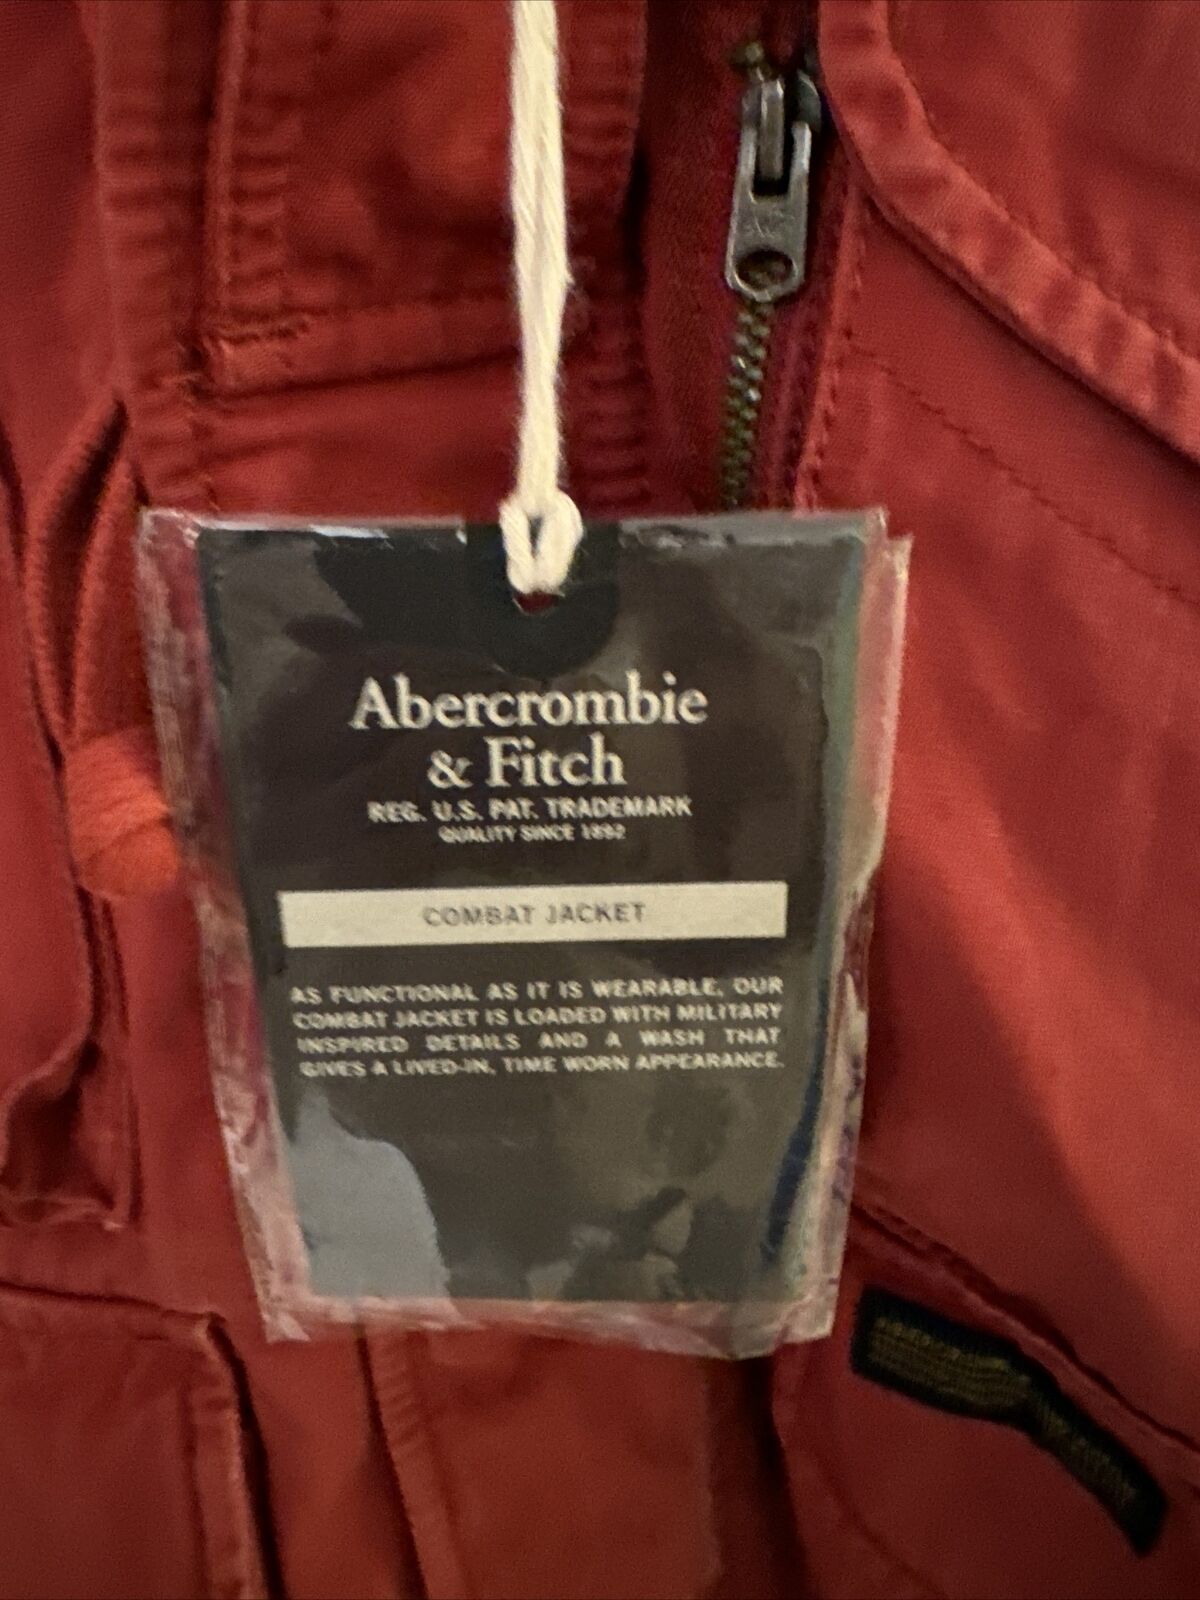 Abercrombie
& Fitch
REG. U.S. PAT. TRADEMARK
QUALITY SINCE 1892
COMBAT JACKET
AS FUNCTIONAL AS IT IS WEARABLE, OUR
COMBAT JACKET IS LOADED WITH MILITARY
INSPIRED DETAILS AND A WASH THAT
GIVES A LIVED-IN, TIME WORN APPEARANCE.